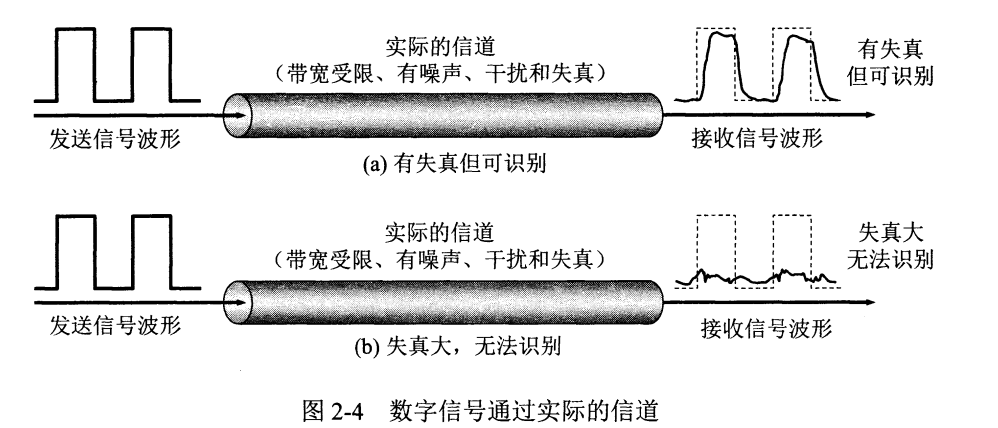 实际的信道
（带宽受限、有噪声、干扰和失真）
有失真
但可识别
发送信号波形
接收信号波形
(a) 有失真但可识别
实际的信道
（带宽受限、有噪声、干扰和失真）
失真大
无法识别
发送信号波形
接收信号波形
(b) 失真大，无法识别
图 2-4 数字信号通过实际的信道